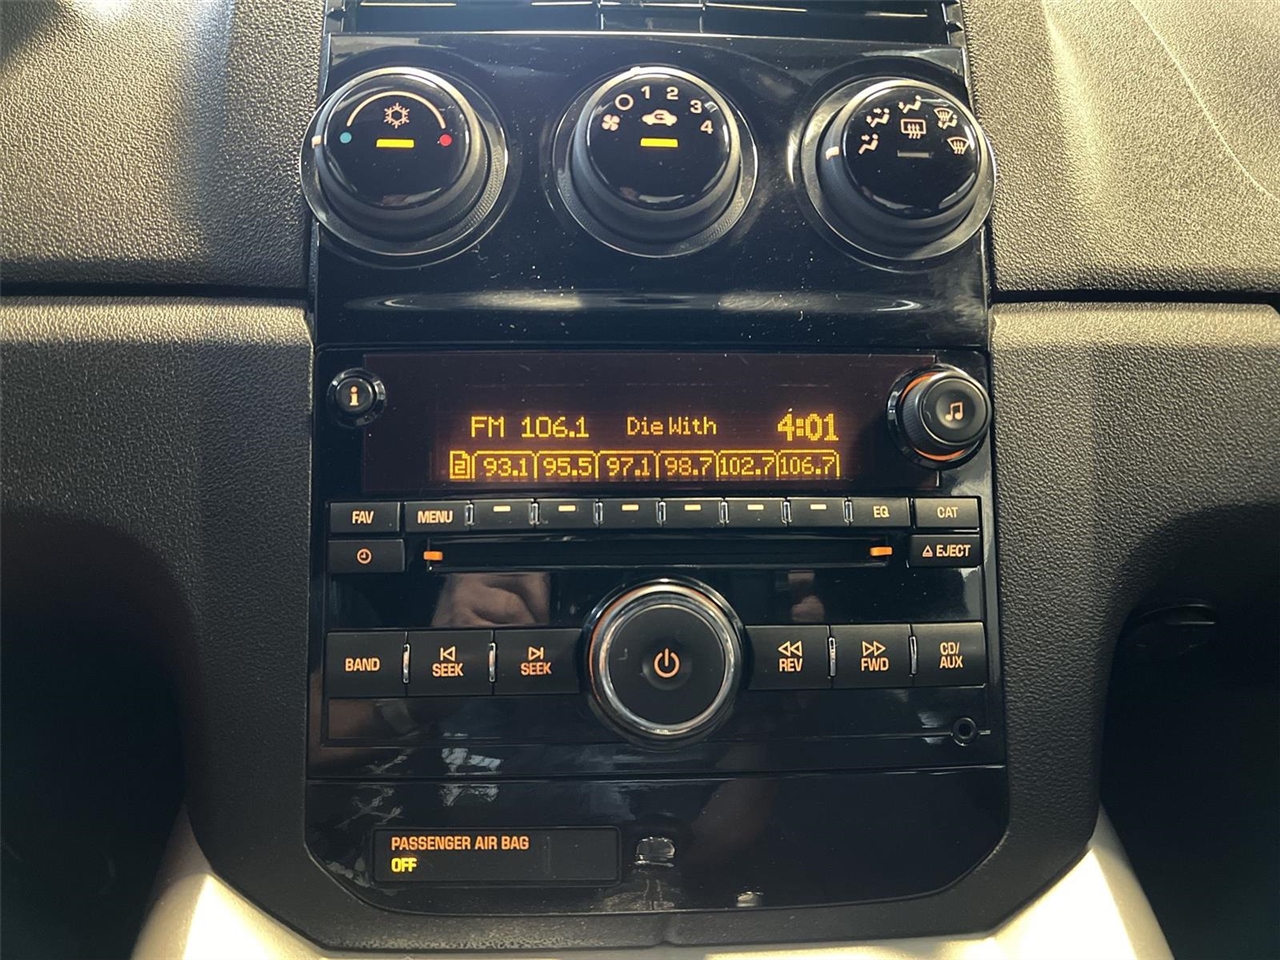 1 2 3 4
i
FM 106.1 Die With 4:01
2 93.1 95.5 97.1 98.7 102.7 106.7
FAV MENU EQ CAT
EJECT
BAND SEEK SEEK REV FWD CD/
AUX
PASSENGER AIR BAG
OFF